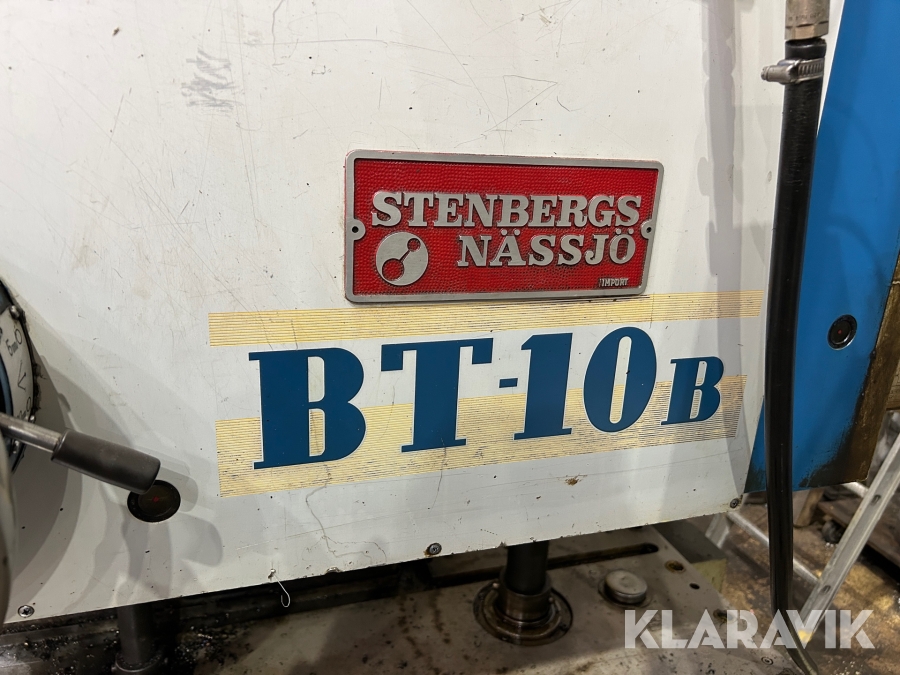 STENBERGS
NÄSSJÖ
IMPORT
BT-10B
KLARAVIK